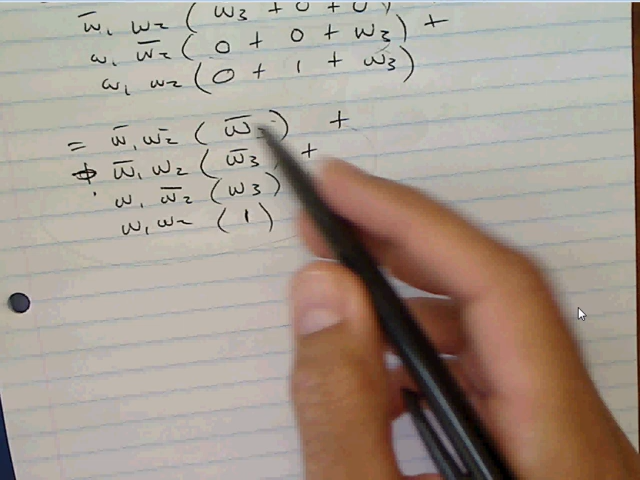 w̅₁ w₂ ( w̅₃ + 0 + 0 )
w₁ w̅₂ ( 0 + 0 + w₃ ) +
w₁ w₂ ( 0 + 1 + w₃ )
= w̅₁ w̅₂ ( w̅₃ ) +
w̅₁ w₂ ( w̅₃ ) +
w₁ w̅₂ ( w₃ )
w₁ w₂ ( 1 )